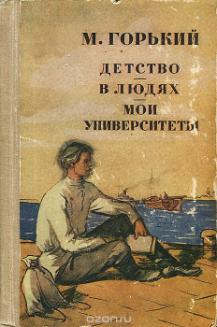 М. ГОРЬКИЙ
ДЕТСТВО
В ЛЮДЯХ
МОИ
УНИВЕРСИТЕТЫ
ozon.ru